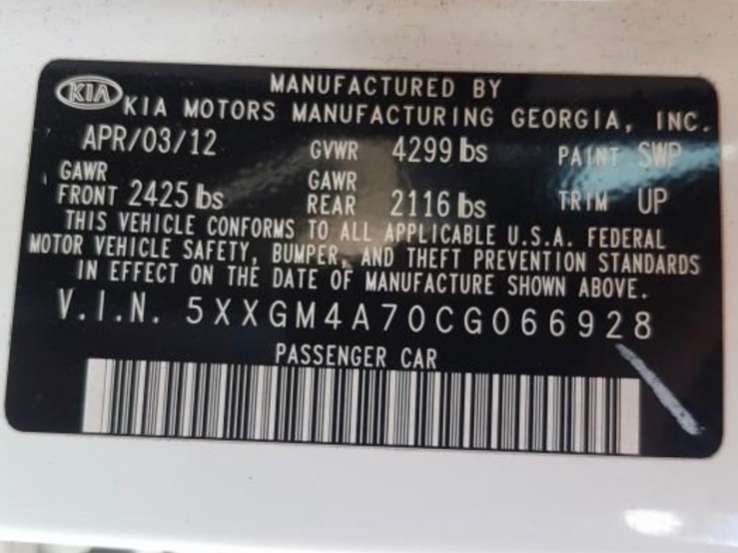 KIA
MANUFACTURED BY
KIA MOTORS MANUFACTURING GEORGIA, INC.
APR/03/12 GVWR 4299 lbs PAINT SWP
GAWR FRONT 2425 lbs GAWR REAR 2116 lbs TRIM UP
THIS VEHICLE CONFORMS TO ALL APPLICABLE U.S.A. FEDERAL
MOTOR VEHICLE SAFETY, BUMPER, AND THEFT PREVENTION STANDARDS
IN EFFECT ON THE DATE OF MANUFACTURE SHOWN ABOVE.
V.I.N. 5XXGM4A70CG066928
PASSENGER CAR